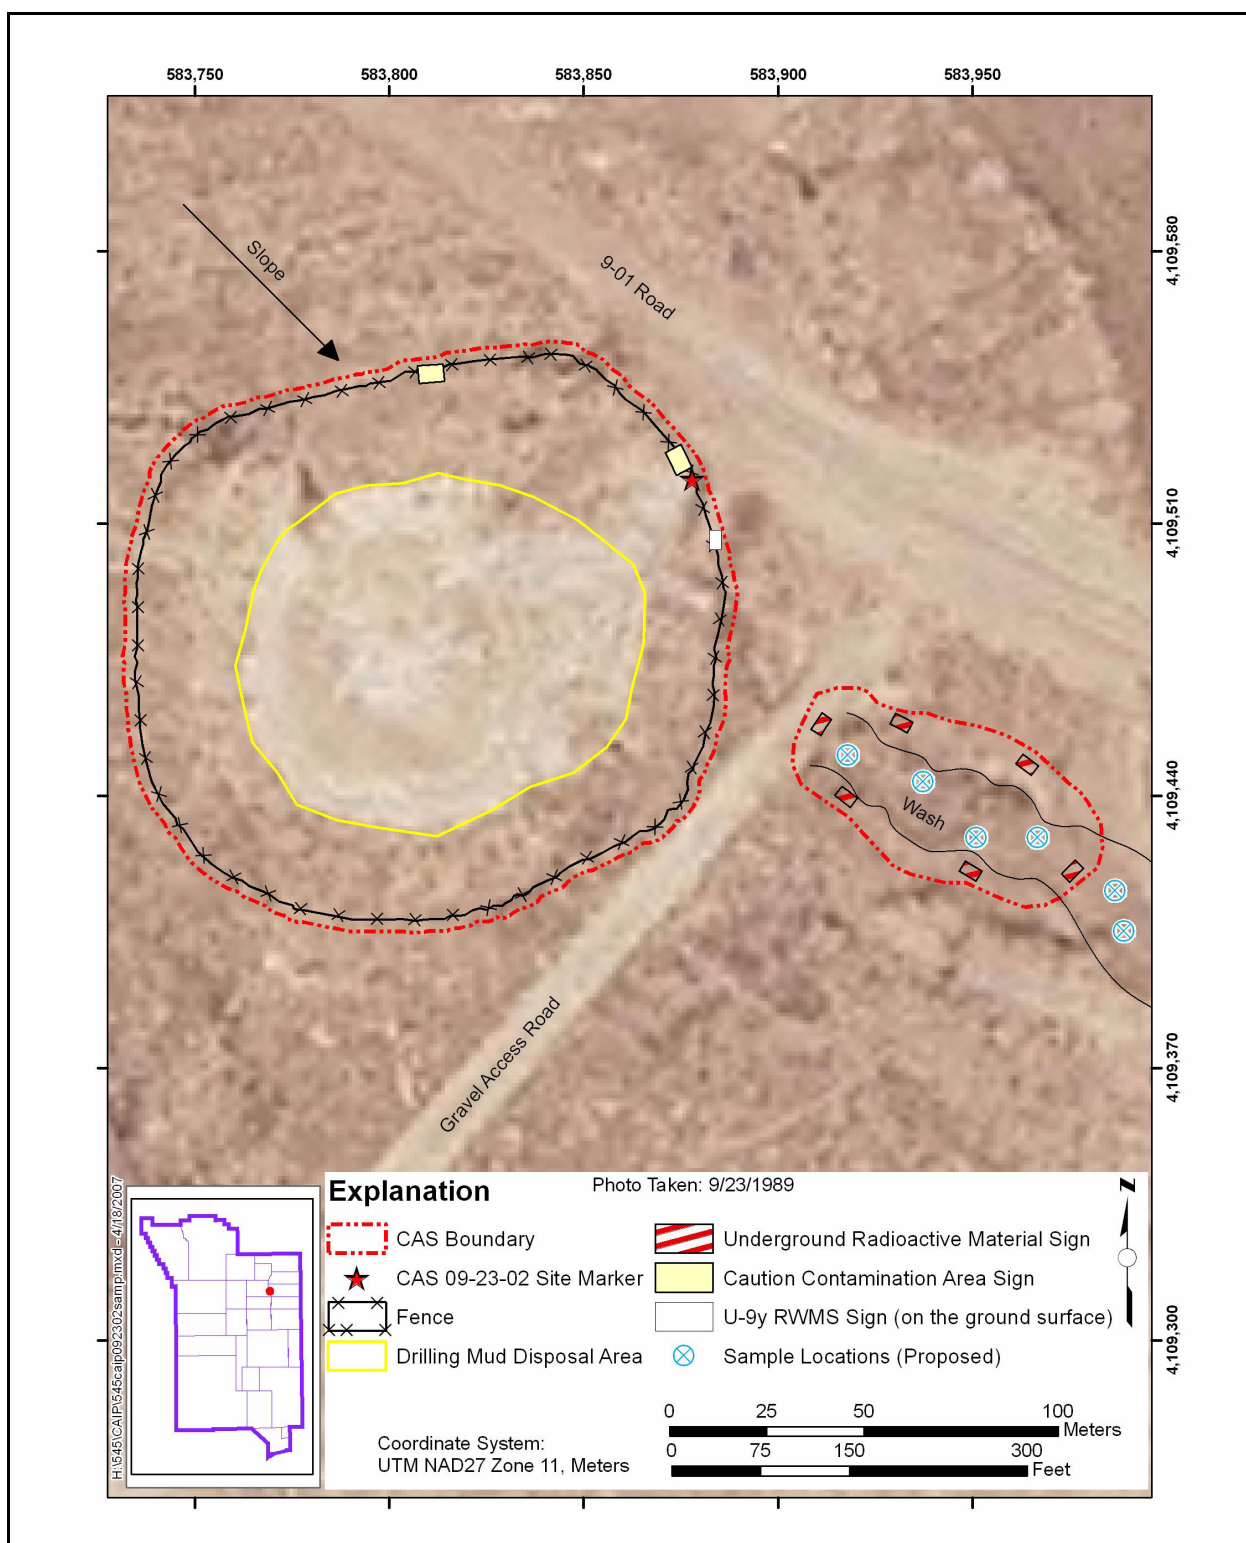 583,750 583,800 583,850 583,900 583,950
4,109,580
Slope
9-01 Road
4,109,510
4,109,440
Wash
4,109,370
Gravel Access Road
4,109,300
H:\545\CAIP\545caip092302samp.mxd - 4/18/2007
Explanation
Photo Taken: 9/23/1989
N
CAS Boundary
Underground Radioactive Material Sign
CAS 09-23-02 Site Marker
Caution Contamination Area Sign
Fence
U-9y RWMS Sign (on the ground surface)
Drilling Mud Disposal Area
Sample Locations (Proposed)
0 25 50 100
Meters
0 75 150 300
Feet
Coordinate System:
UTM NAD27 Zone 11, Meters